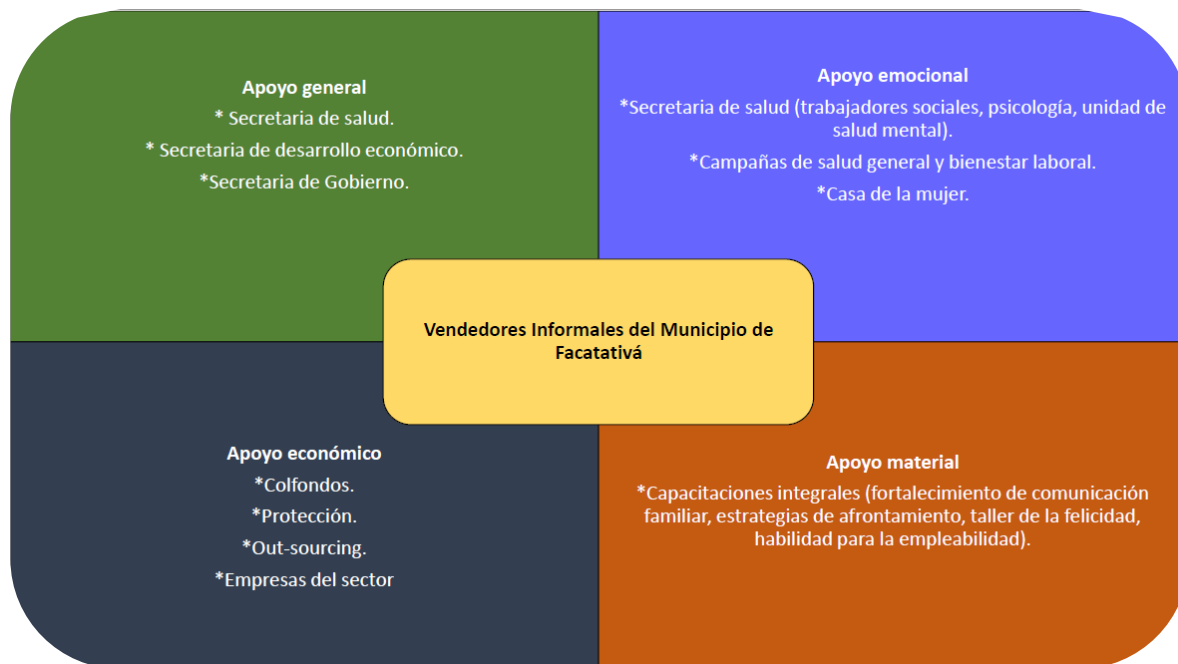 Apoyo general
* Secretaria de salud.
* Secretaria de desarrollo económico.
*Secretaria de Gobierno.
Apoyo emocional
*Secretaria de salud (trabajadores sociales, psicología, unidad de
salud mental).
*Campañas de salud general y bienestar laboral.
*Casa de la mujer.
Vendedores Informales del Municipio de
Facatativá
Apoyo económico
*Colfondos.
*Protección.
*Out-sourcing.
*Empresas del sector
Apoyo material
*Capacitaciones integrales (fortalecimiento de comunicación
familiar, estrategias de afrontamiento, taller de la felicidad,
habilidad para la empleabilidad).